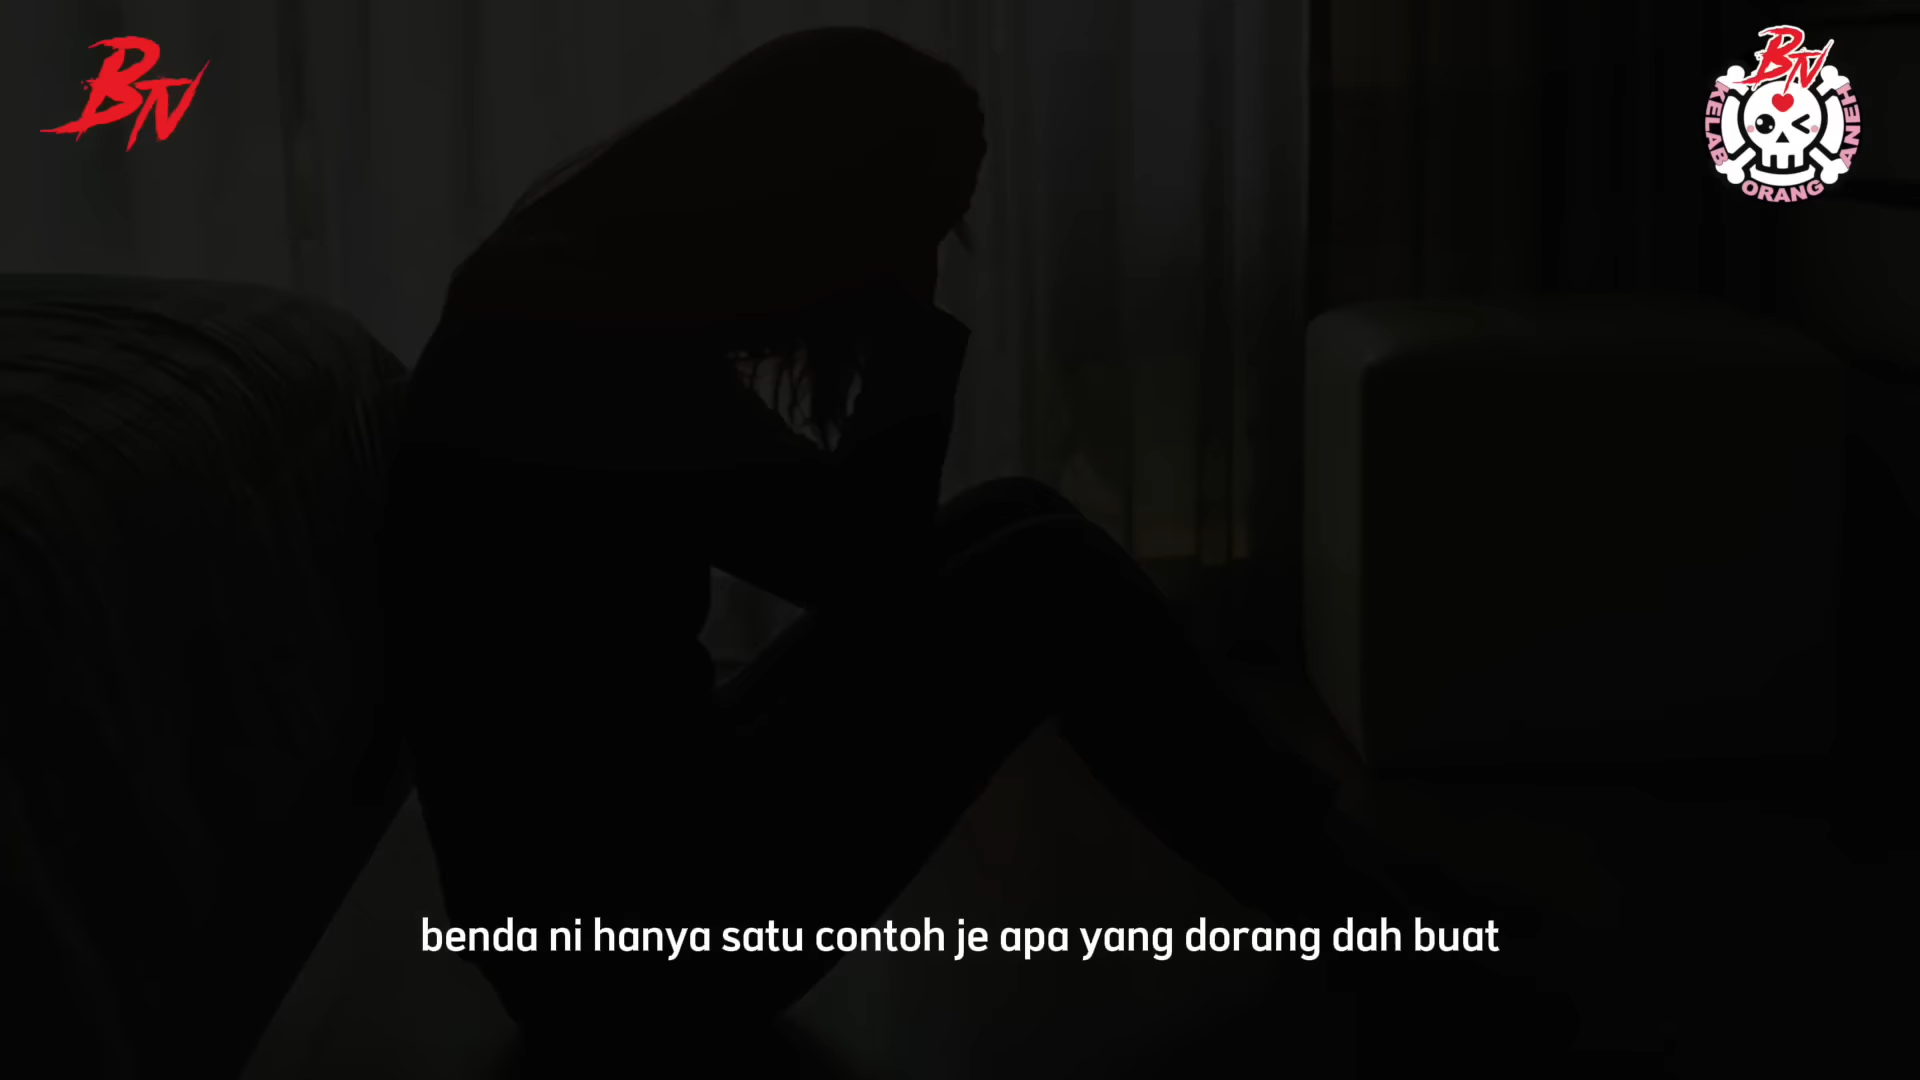 BN
BN
KELAB ORANG ANEH
benda ni hanya satu contoh je apa yang dorang dah buat